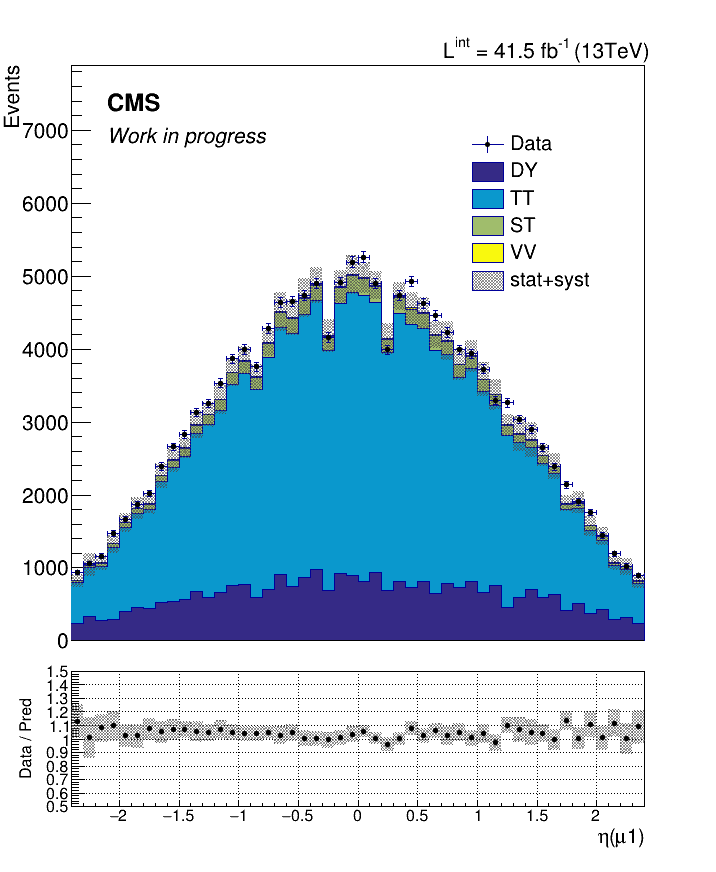 L^int = 41.5 fb^-1 (13TeV)
Events
CMS
Work in progress
Data
DY
TT
ST
VV
stat+syst
7000
6000
5000
4000
3000
2000
1000
0
Data / Pred
1.5
1.4
1.3
1.2
1.1
1
0.9
0.8
0.7
0.6
0.5
−2 −1.5 −1 −0.5 0 0.5 1 1.5 2
η(μ1)